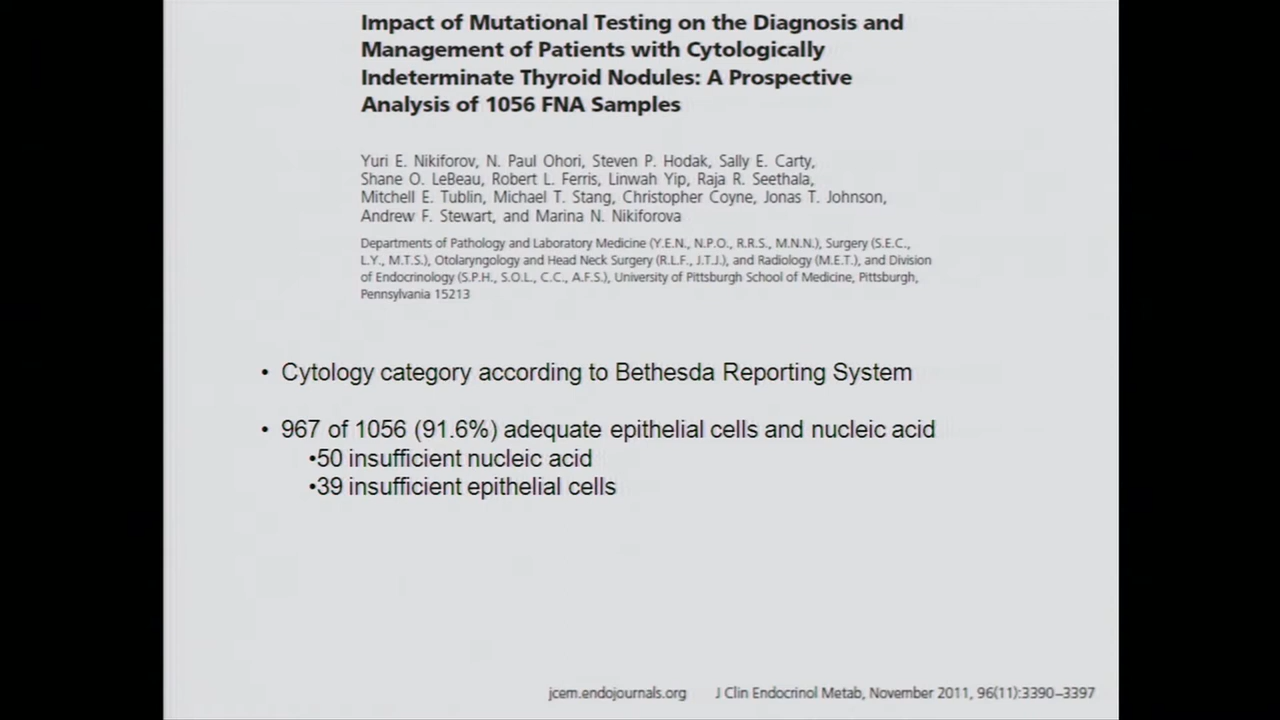 Impact of Mutational Testing on the Diagnosis and
Management of Patients with Cytologically
Indeterminate Thyroid Nodules: A Prospective
Analysis of 1056 FNA Samples
Yuri E. Nikiforov, N. Paul Ohori, Steven P. Hodak, Sally E. Carty,
Shane O. LeBeau, Robert L. Ferris, Linwah Yip, Raja R. Seethala,
Mitchell E. Tublin, Michael T. Stang, Christopher Coyne, Jonas T. Johnson,
Andrew F. Stewart, and Marina N. Nikiforova
Departments of Pathology and Laboratory Medicine (Y.E.N., N.P.O., R.R.S., M.N.N.), Surgery (S.E.C.,
L.Y., M.T.S.), Otolaryngology and Head Neck Surgery (R.L.F., J.T.J.), and Radiology (M.E.T.), and Division
of Endocrinology (S.P.H., S.O.L., C.C., A.F.S.), University of Pittsburgh School of Medicine, Pittsburgh,
Pennsylvania 15213
• Cytology category according to Bethesda Reporting System
• 967 of 1056 (91.6%) adequate epithelial cells and nucleic acid
•50 insufficient nucleic acid
•39 insufficient epithelial cells
jcem.endojournals.org J Clin Endocrinol Metab, November 2011, 96(11):3390–3397